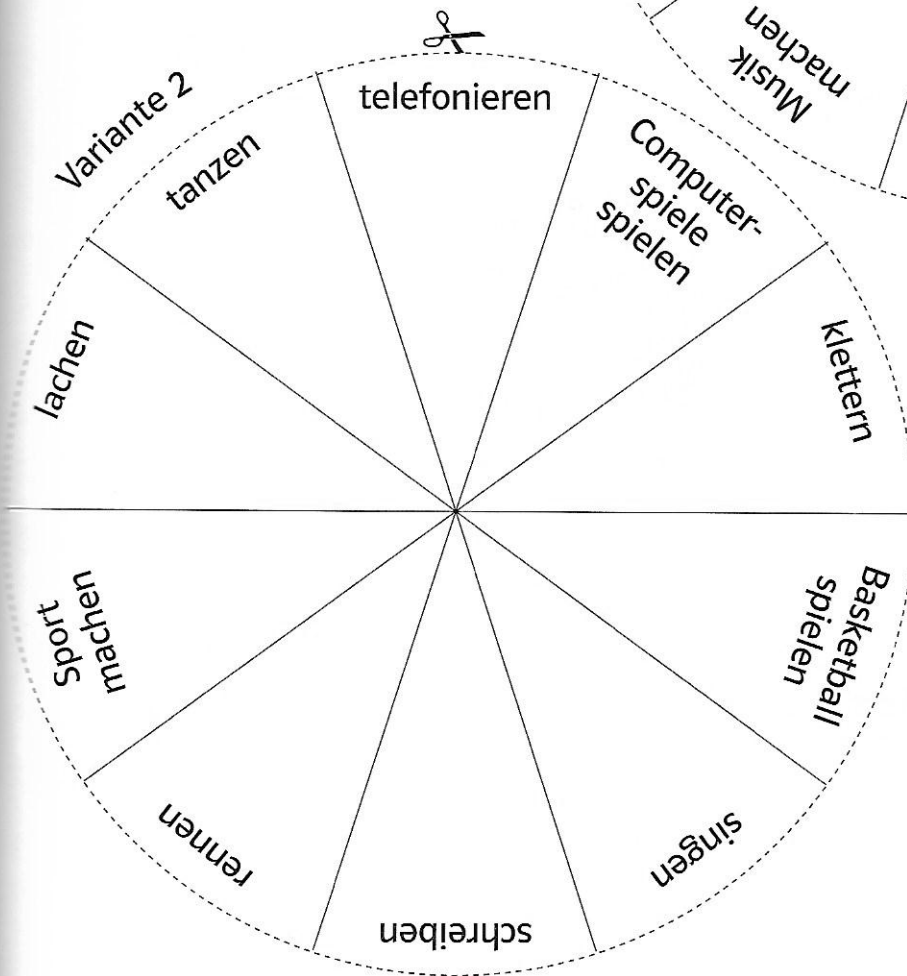 Variante 2
telefonieren
Computer-
spiele
spielen
klettern
Basketball
spielen
singen
schreiben
rennen
Sport
machen
lachen
tanzen
Musik
machen